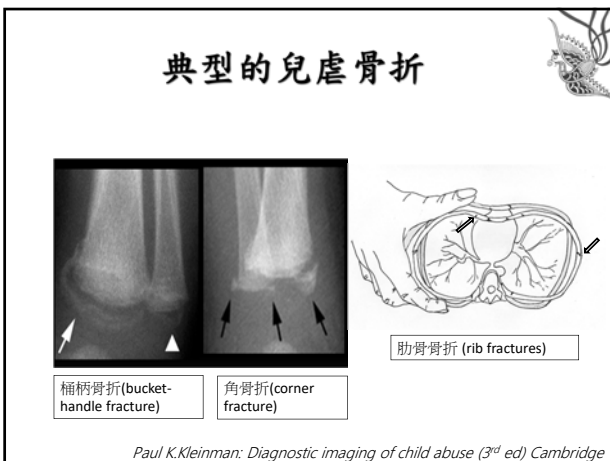 典型的兒虐骨折
桶柄骨折(bucket-
handle fracture)
角骨折(corner
fracture)
肋骨骨折 (rib fractures)
Paul K.Kleinman: Diagnostic imaging of child abuse (3rd ed) Cambridge